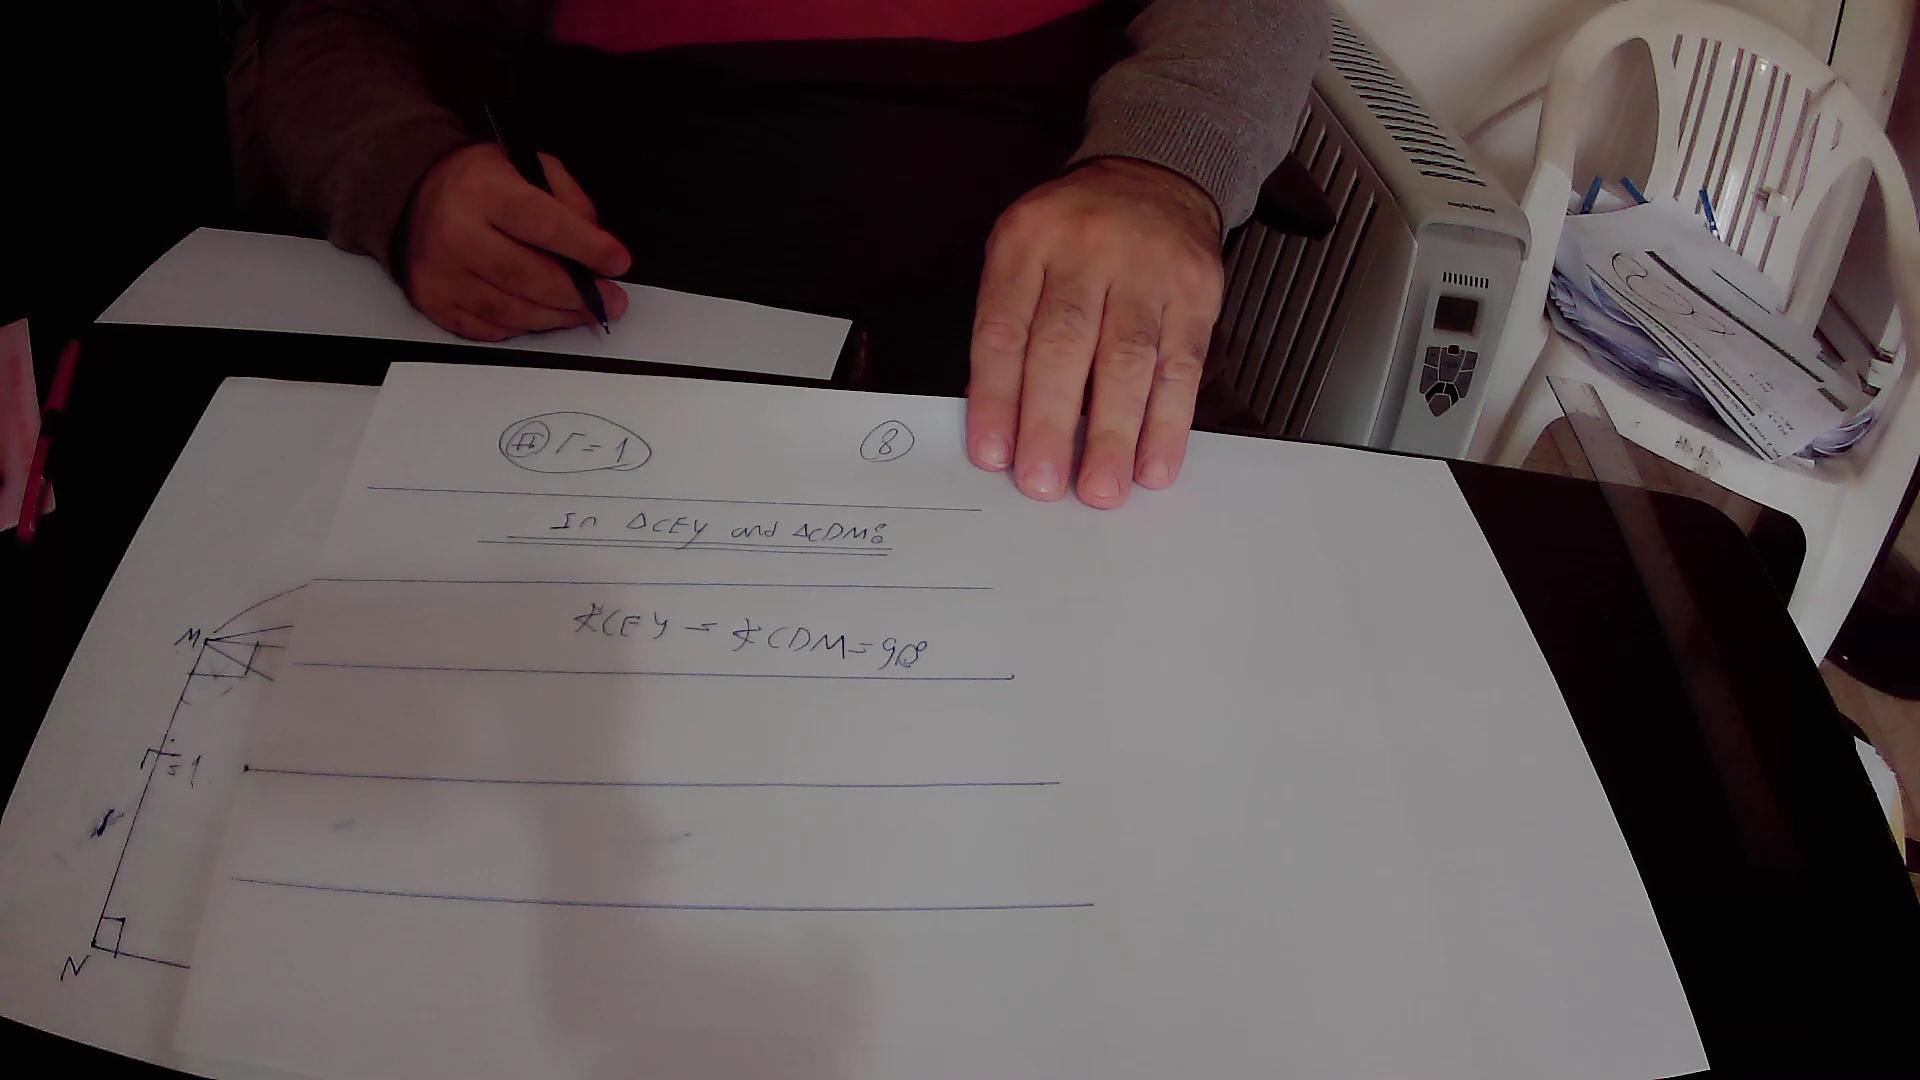 # Γ = 1
8
In ΔCEY and ΔCDM:
∢CEY = ∢CDM = 90°
M
Γ = 1
N